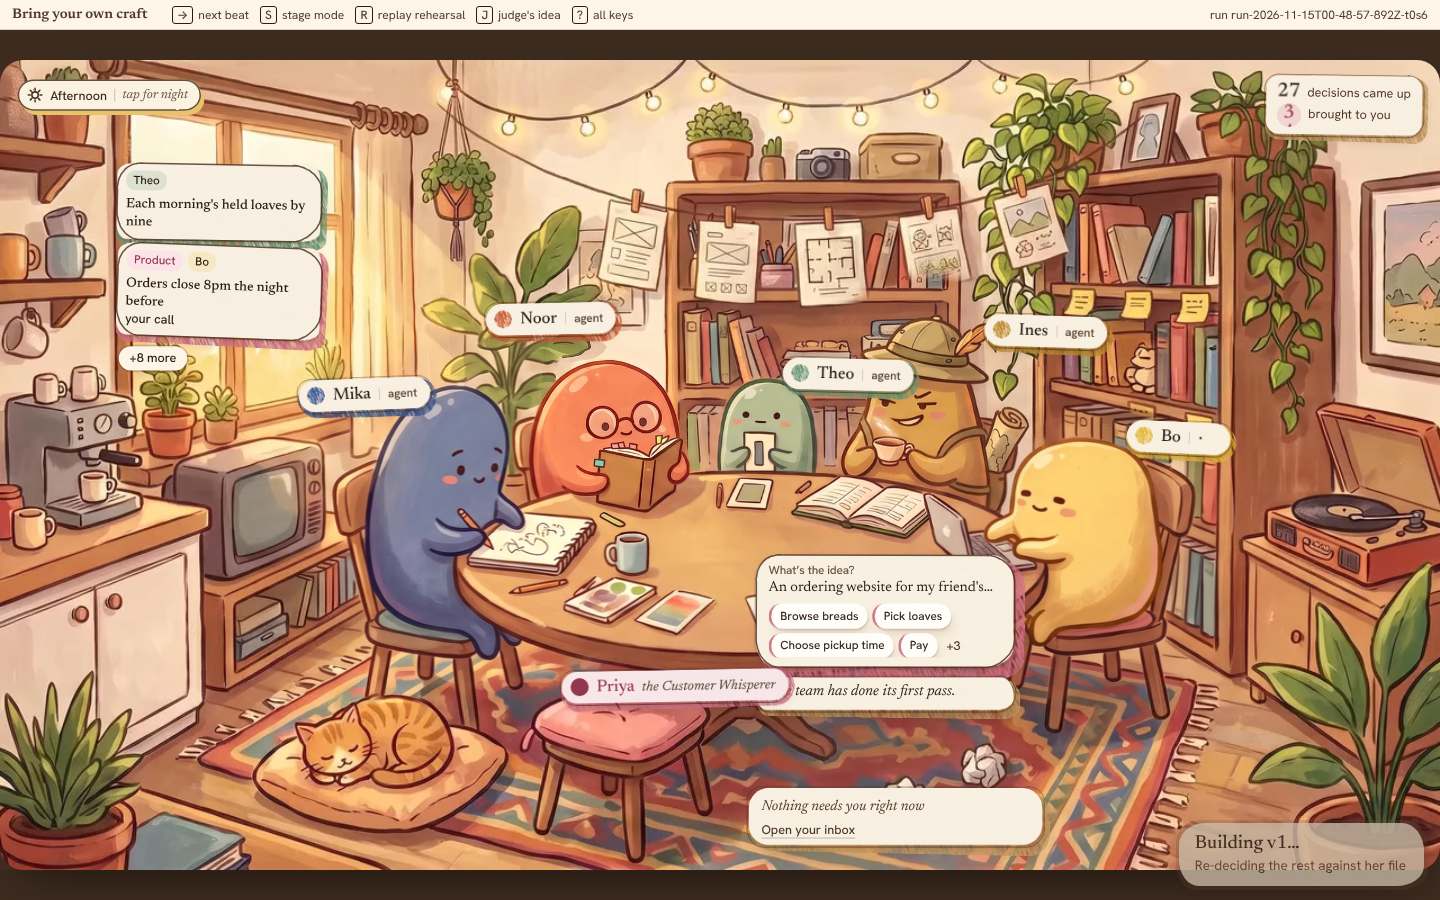 Bring your own craft
→ next beat
S stage mode
R replay rehearsal
J judge's idea
? all keys
run run-2026-11-15T00-48-57-892Z-t0s6
Afternoon | tap for night
27 decisions came up
3 brought to you
Theo
Each morning's held loaves by
nine
Product Bo
Orders close 8pm the night
before
your call
+8 more
Noor | agent
Ines | agent
Theo | agent
Mika | agent
Bo
What's the idea?
An ordering website for my friend's...
Browse breads
Pick loaves
Choose pickup time
Pay
+3
Priya the Customer Whisperer
team has done its first pass.
Nothing needs you right now
Open your inbox
Building v1...
Re-deciding the rest against her file